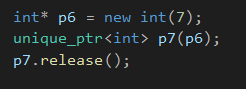 int* p6 = new int(7);
unique_ptr<int> p7(p6);
p7.release();